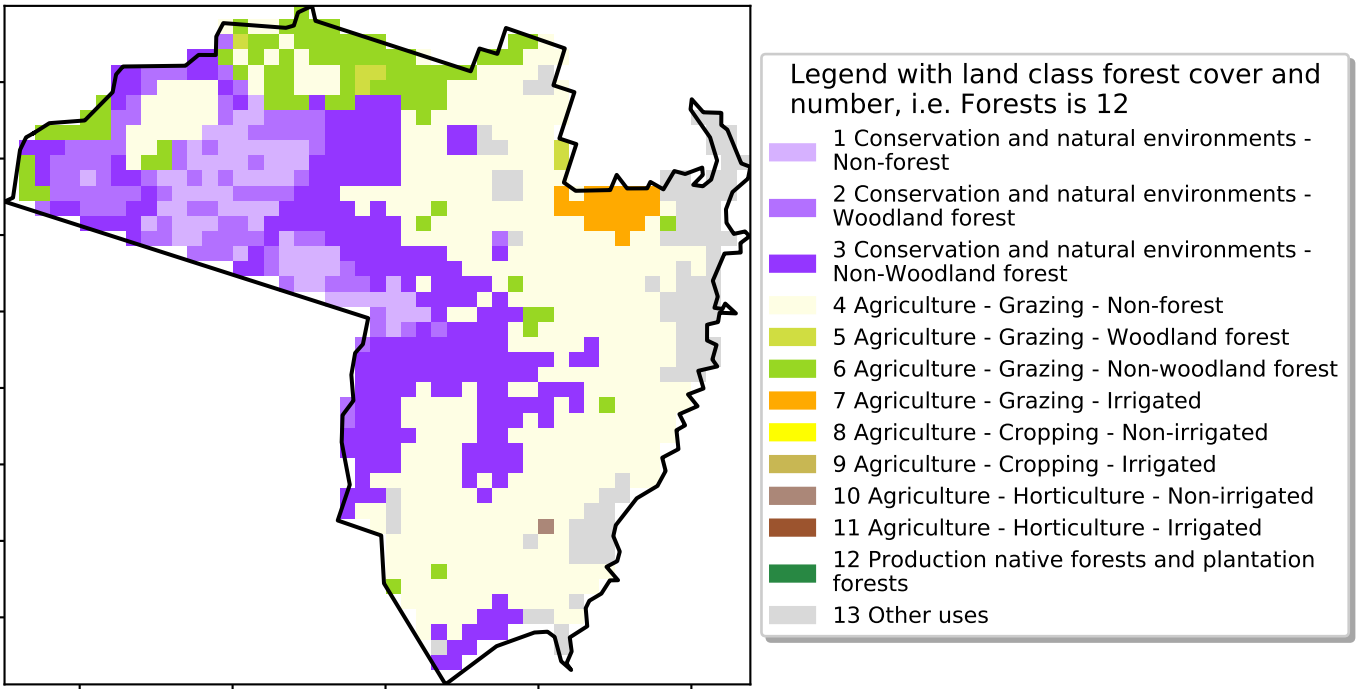 Legend with land class forest cover and
number, i.e. Forests is 12
1 Conservation and natural environments -
Non-forest
2 Conservation and natural environments -
Woodland forest
3 Conservation and natural environments -
Non-Woodland forest
4 Agriculture - Grazing - Non-forest
5 Agriculture - Grazing - Woodland forest
6 Agriculture - Grazing - Non-woodland forest
7 Agriculture - Grazing - Irrigated
8 Agriculture - Cropping - Non-irrigated
9 Agriculture - Cropping - Irrigated
10 Agriculture - Horticulture - Non-irrigated
11 Agriculture - Horticulture - Irrigated
12 Production native forests and plantation
forests
13 Other uses